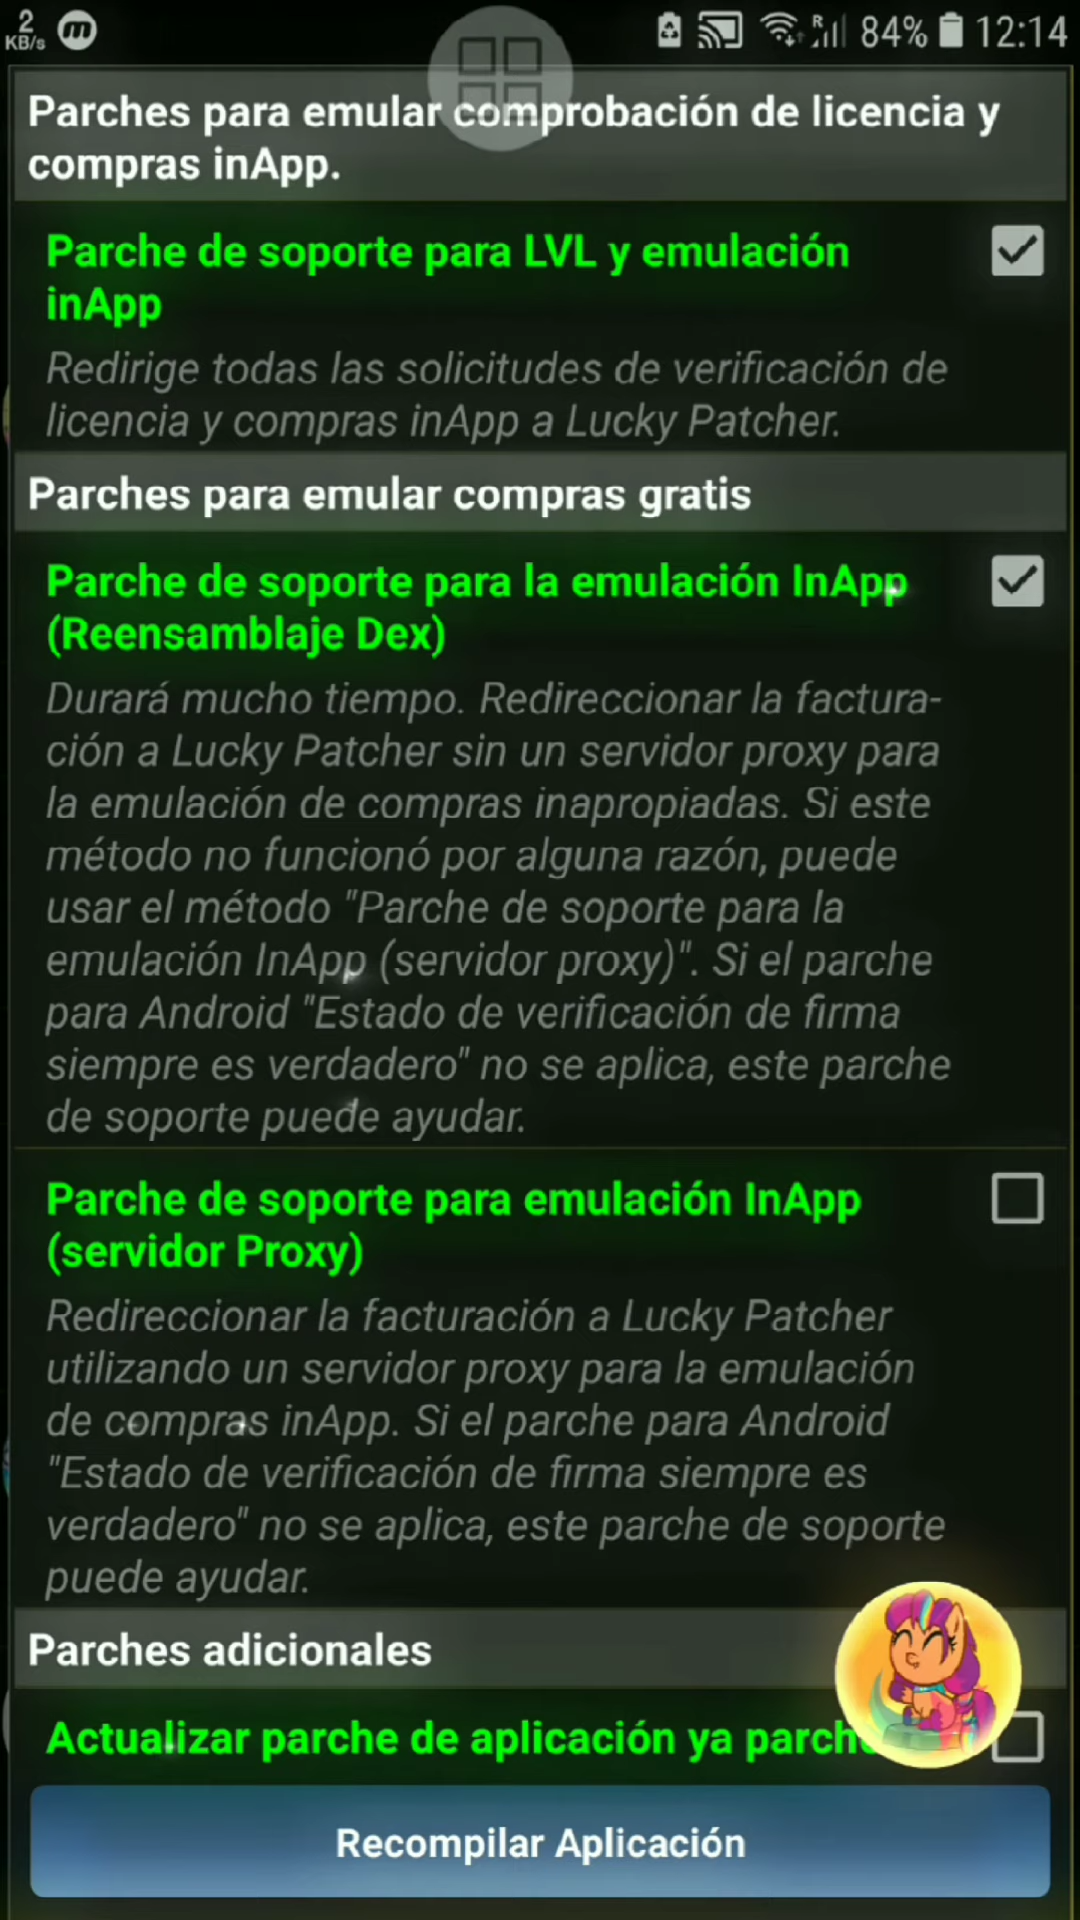 2
KB/s
R 84% 12:14
Parches para emular comprobación de licencia y
compras inApp.
Parche de soporte para LVL y emulación
inApp
Redirige todas las solicitudes de verificación de
licencia y compras inApp a Lucky Patcher.
Parches para emular compras gratis
Parche de soporte para la emulación InApp
(Reensamblaje Dex)
Durará mucho tiempo. Redireccionar la factura-
ción a Lucky Patcher sin un servidor proxy para
la emulación de compras inapropiadas. Si este
método no funcionó por alguna razón, puede
usar el método "Parche de soporte para la
emulación InApp (servidor proxy)". Si el parche
para Android "Estado de verificación de firma
siempre es verdadero" no se aplica, este parche
de soporte puede ayudar.
Parche de soporte para emulación InApp
(servidor Proxy)
Redireccionar la facturación a Lucky Patcher
utilizando un servidor proxy para la emulación
de compras inApp. Si el parche para Android
"Estado de verificación de firma siempre es
verdadero" no se aplica, este parche de soporte
puede ayudar.
Parches adicionales
Actualizar parche de aplicación ya parch
Recompilar Aplicación